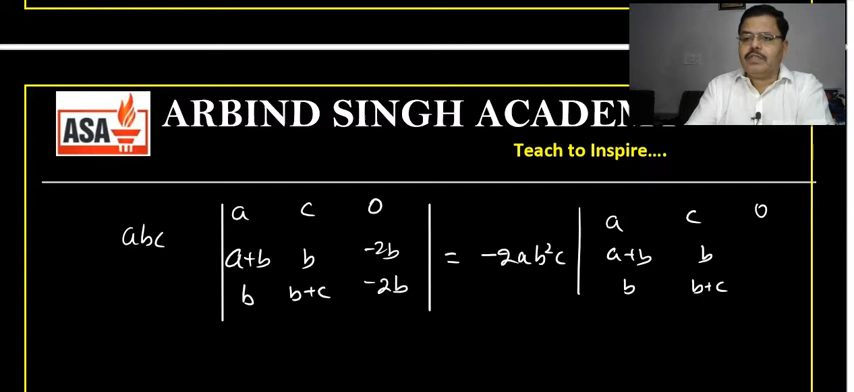 ASA
ARBIND SINGH ACADEM
Teach to Inspire....
abc | a c 0 | = -2ab²c | a c 0
a+b b -2b a+b b
b b+c -2b b b+c